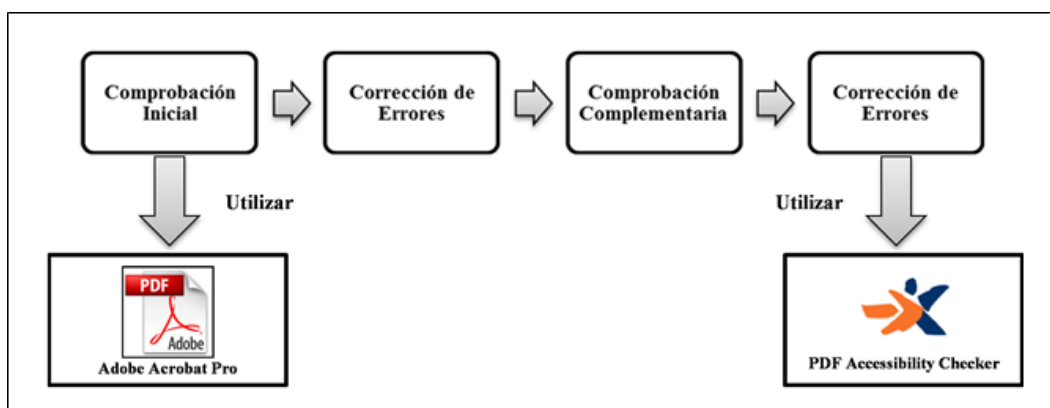 Comprobación
Inicial
Corrección de
Errores
Comprobación
Complementaria
Corrección de
Errores
Utilizar
Utilizar
PDF
Adobe
Adobe Acrobat Pro
PDF Accessibility Checker